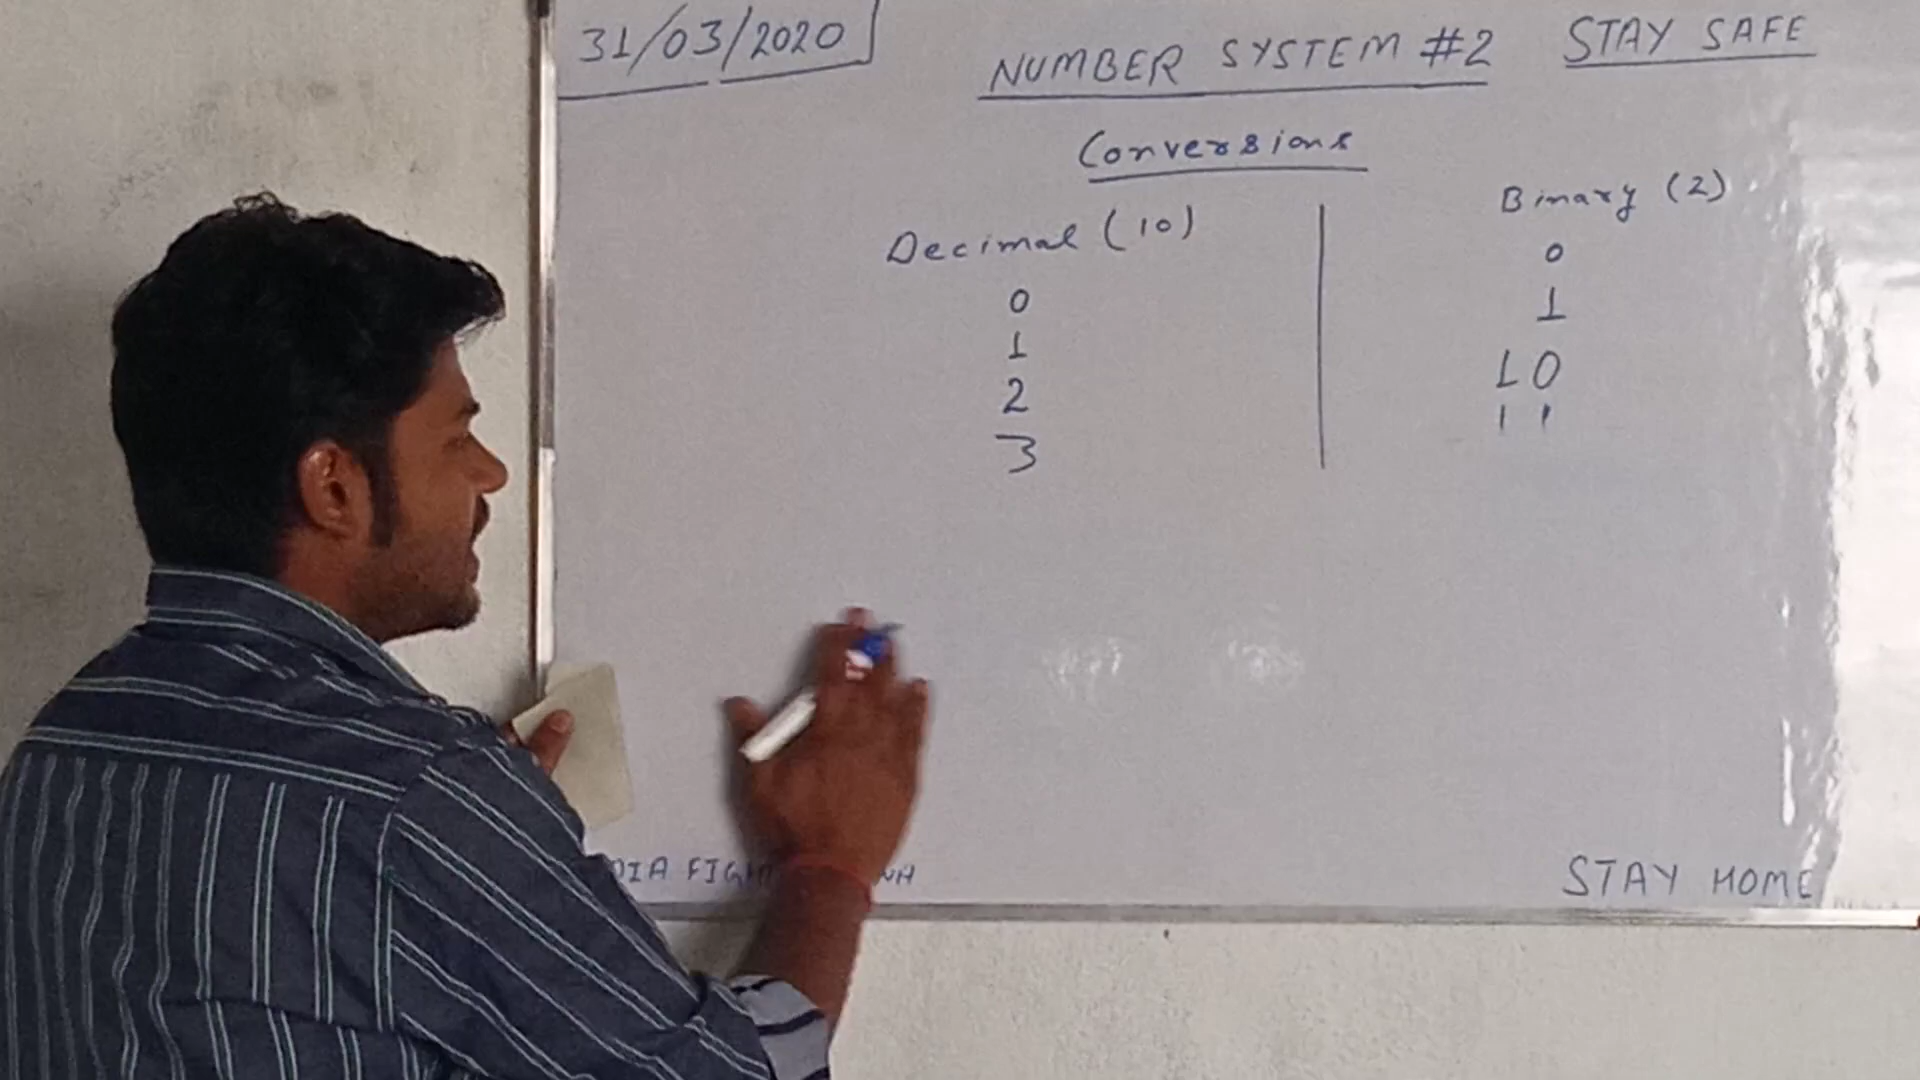 31/03/2020
NUMBER SYSTEM #2
STAY SAFE
Conversions
Decimal (10)
Binary (2)
0
0
1
1
2
10
3
11
STAY HOME